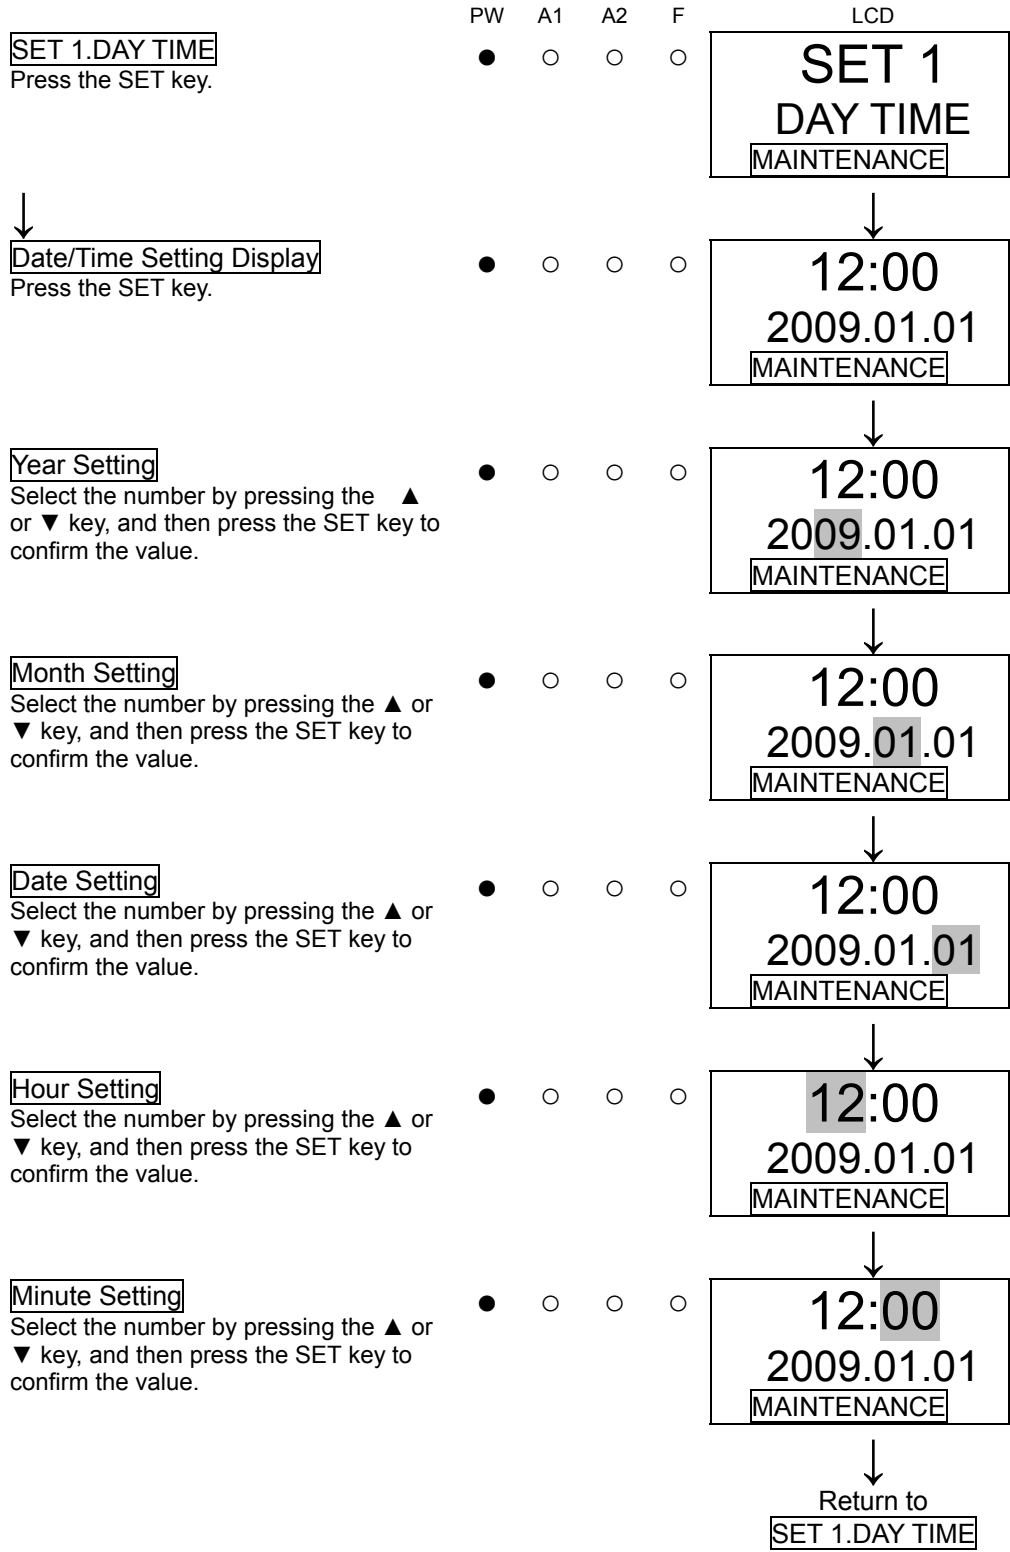 PW A1 A2 F LCD
SET 1.DAY TIME
Press the SET key.
● ○ ○ ○
SET 1
DAY TIME
MAINTENANCE
↓ ↓
Date/Time Setting Display
Press the SET key.
● ○ ○ ○
12:00
2009.01.01
MAINTENANCE
↓
Year Setting
Select the number by pressing the ▲
or ▼ key, and then press the SET key to
confirm the value.
● ○ ○ ○
12:00
2009.01.01
MAINTENANCE
↓
Month Setting
Select the number by pressing the ▲ or
▼ key, and then press the SET key to
confirm the value.
● ○ ○ ○
12:00
2009.01.01
MAINTENANCE
↓
Date Setting
Select the number by pressing the ▲ or
▼ key, and then press the SET key to
confirm the value.
● ○ ○ ○
12:00
2009.01.01
MAINTENANCE
↓
Hour Setting
Select the number by pressing the ▲ or
▼ key, and then press the SET key to
confirm the value.
● ○ ○ ○
12:00
2009.01.01
MAINTENANCE
↓
Minute Setting
Select the number by pressing the ▲ or
▼ key, and then press the SET key to
confirm the value.
● ○ ○ ○
12:00
2009.01.01
MAINTENANCE
↓
Return to
SET 1.DAY TIME